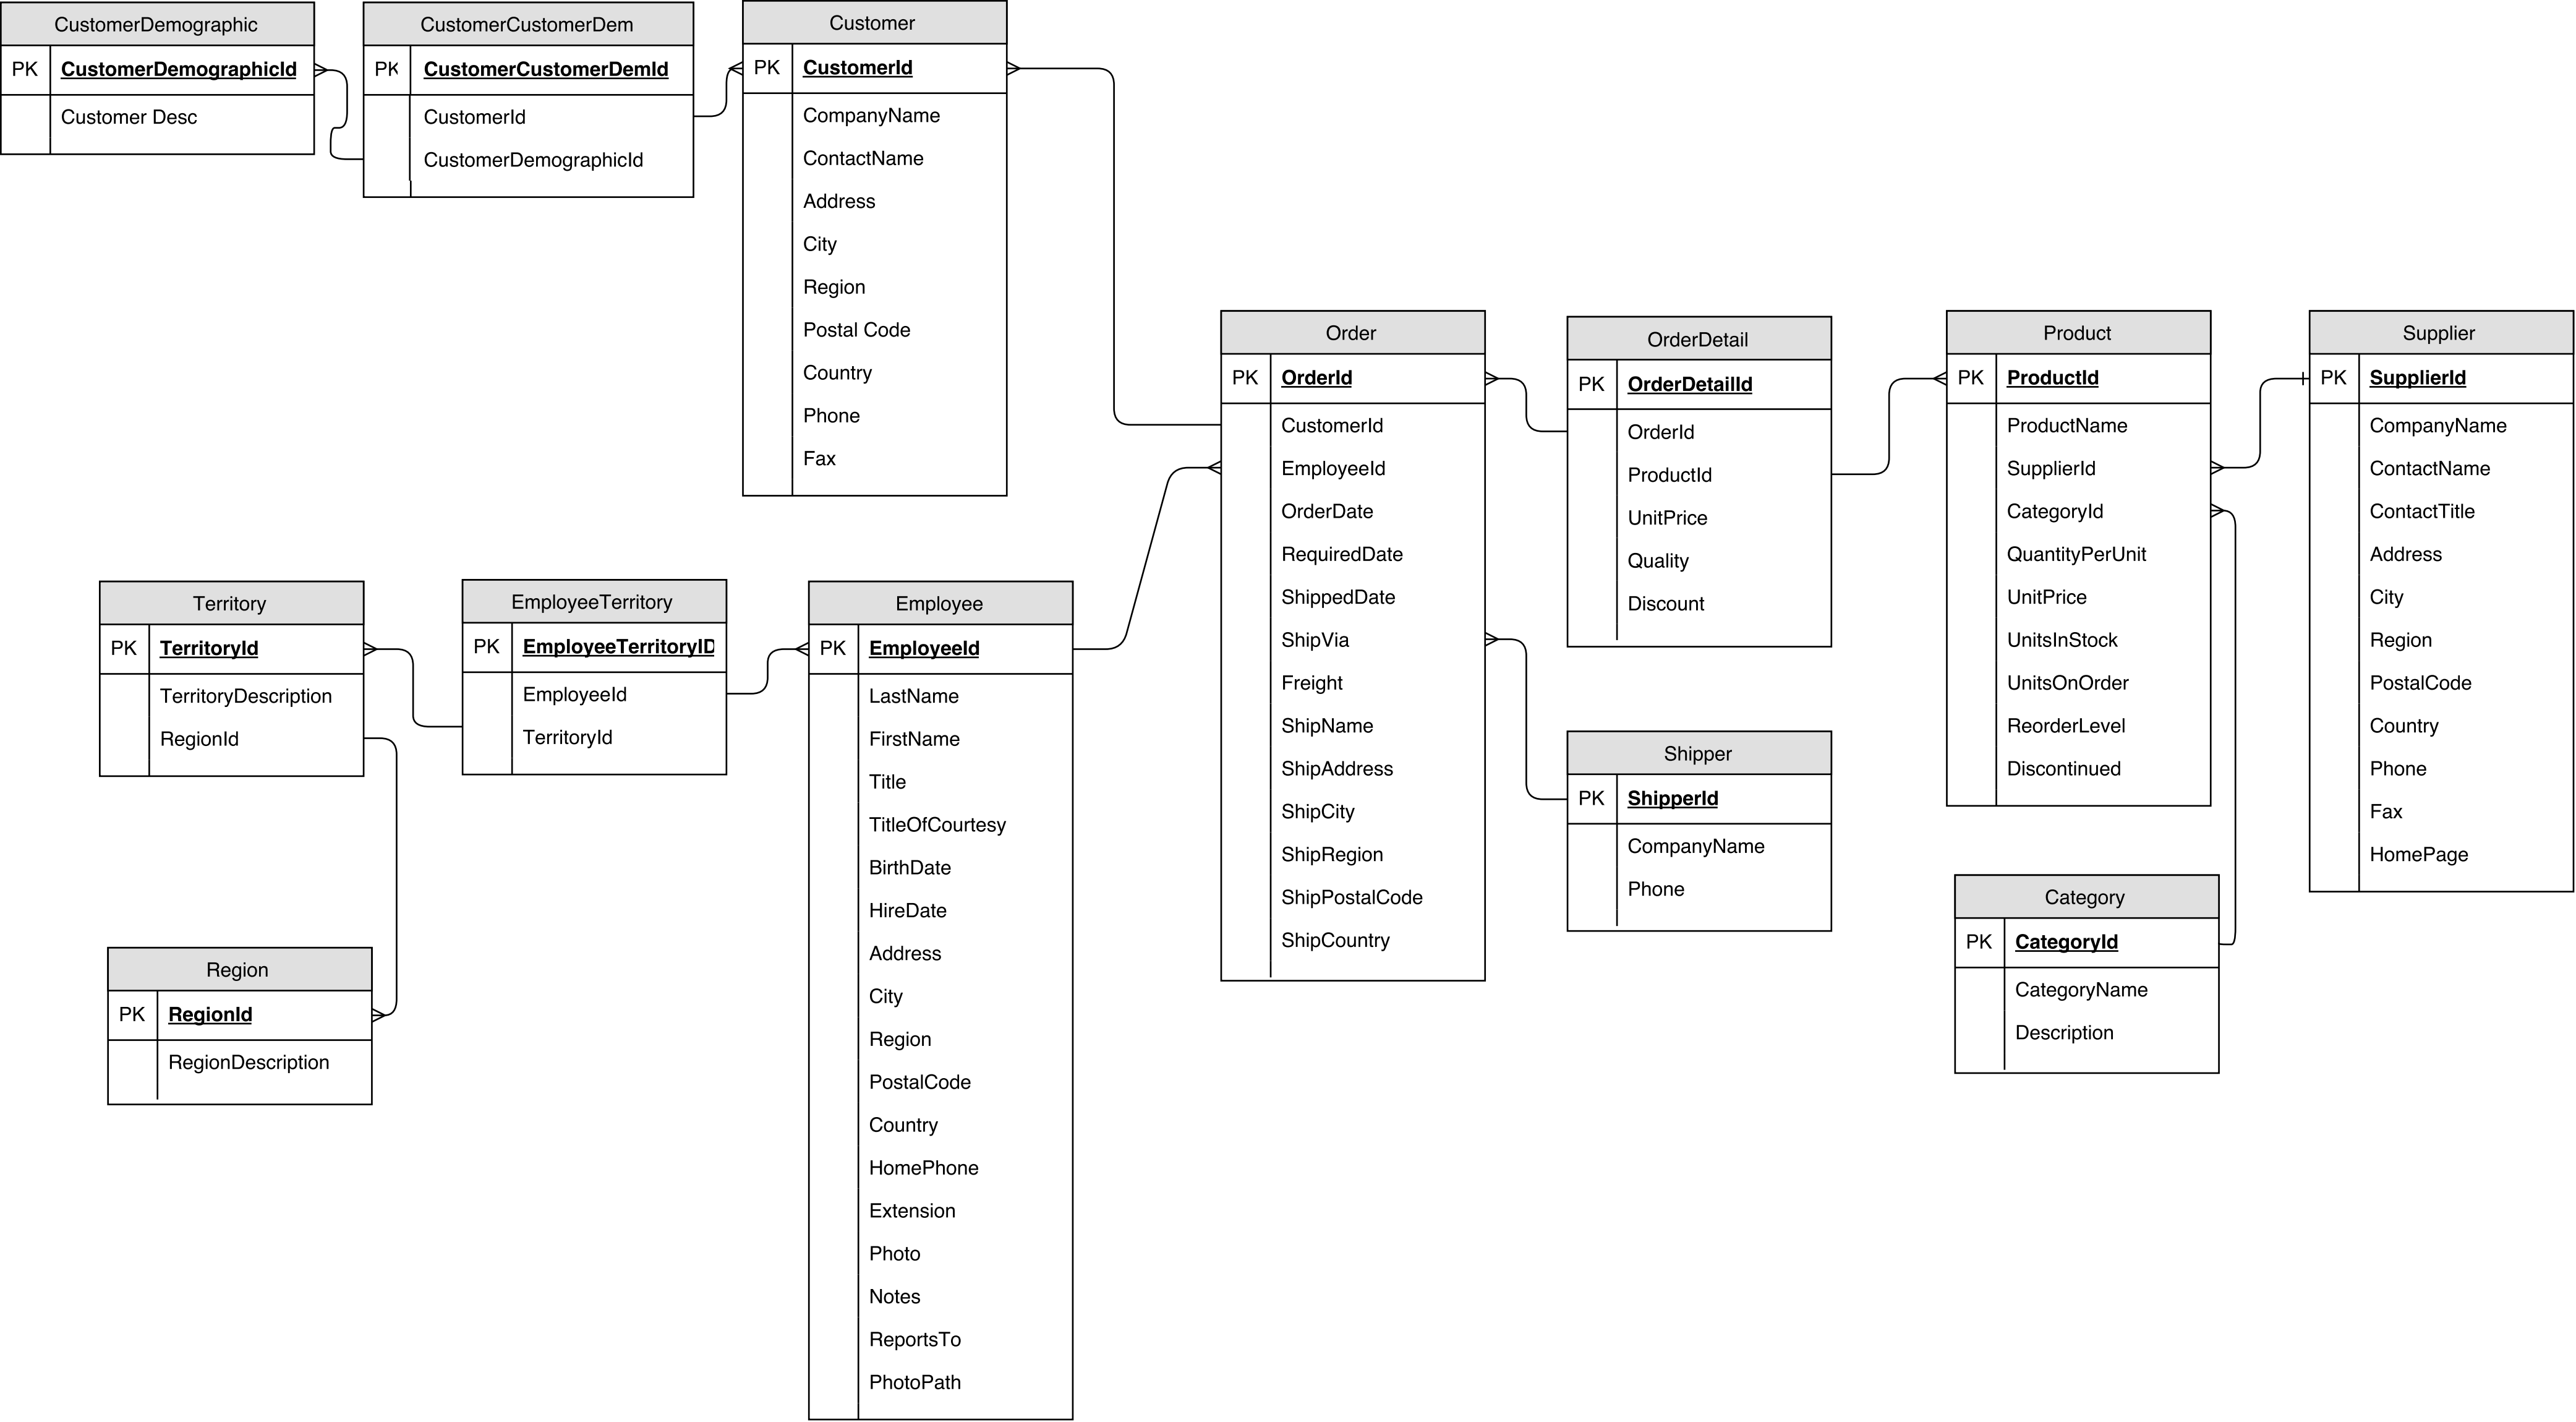 CustomerDemographic
PK CustomerDemographicId
Customer Desc
CustomerCustomerDem
PK CustomerCustomerDemId
CustomerId
CustomerDemographicId
Customer
PK CustomerId
CompanyName
ContactName
Address
City
Region
Postal Code
Country
Phone
Fax
Order
PK OrderId
CustomerId
EmployeeId
OrderDate
RequiredDate
ShippedDate
ShipVia
Freight
ShipName
ShipAddress
ShipCity
ShipRegion
ShipPostalCode
ShipCountry
OrderDetail
PK OrderDetailId
OrderId
ProductId
UnitPrice
Quality
Discount
Product
PK ProductId
ProductName
SupplierId
CategoryId
QuantityPerUnit
UnitPrice
UnitsInStock
UnitsOnOrder
ReorderLevel
Discontinued
Supplier
PK SupplierId
CompanyName
ContactName
ContactTitle
Address
City
Region
PostalCode
Country
Phone
Fax
HomePage
Territory
PK TerritoryId
TerritoryDescription
RegionId
EmployeeTerritory
PK EmployeeTerritoryID
EmployeeId
TerritoryId
Employee
PK EmployeeId
LastName
FirstName
Title
TitleOfCourtesy
BirthDate
HireDate
Address
City
Region
PostalCode
Country
HomePhone
Extension
Photo
Notes
ReportsTo
PhotoPath
Shipper
PK ShipperId
CompanyName
Phone
Category
PK CategoryId
CategoryName
Description
Region
PK RegionId
RegionDescription